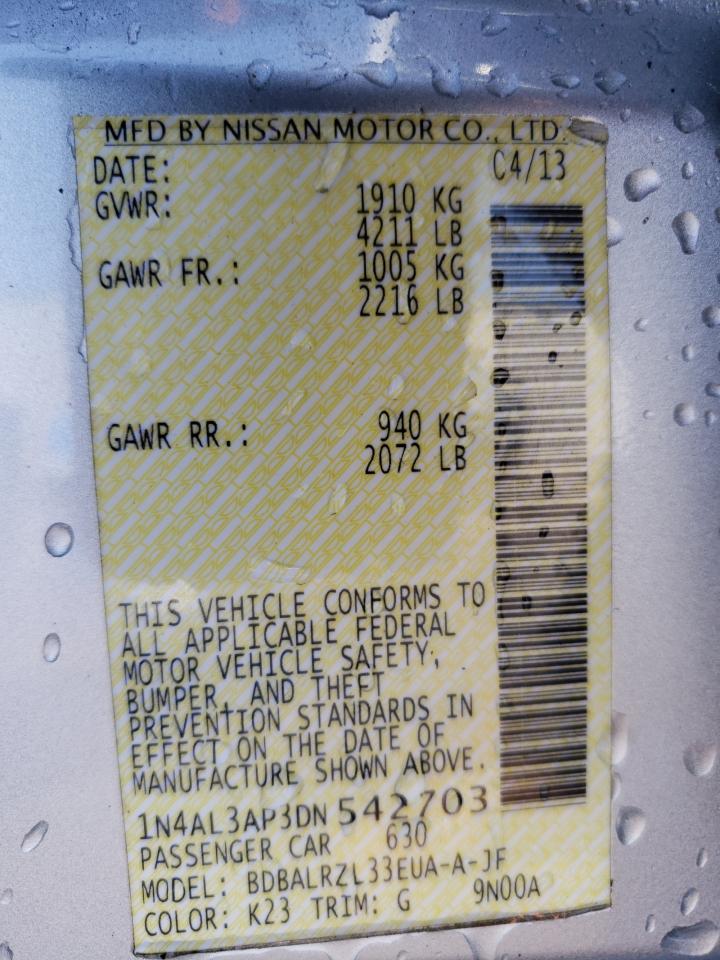 MFD BY NISSAN MOTOR CO., LTD.
DATE: C4/13
GVWR: 1910 KG
4211 LB
GAWR FR.: 1005 KG
2216 LB
GAWR RR.: 940 KG
2072 LB
THIS VEHICLE CONFORMS TO
ALL APPLICABLE FEDERAL
MOTOR VEHICLE SAFETY,
BUMPER, AND THEFT
PREVENTION STANDARDS IN
EFFECT ON THE DATE OF
MANUFACTURE SHOWN ABOVE.
1N4AL3AP3DN542703
PASSENGER CAR 630
MODEL: BDBALRZL33EUA-A-JF
COLOR: K23 TRIM: G 9N00A